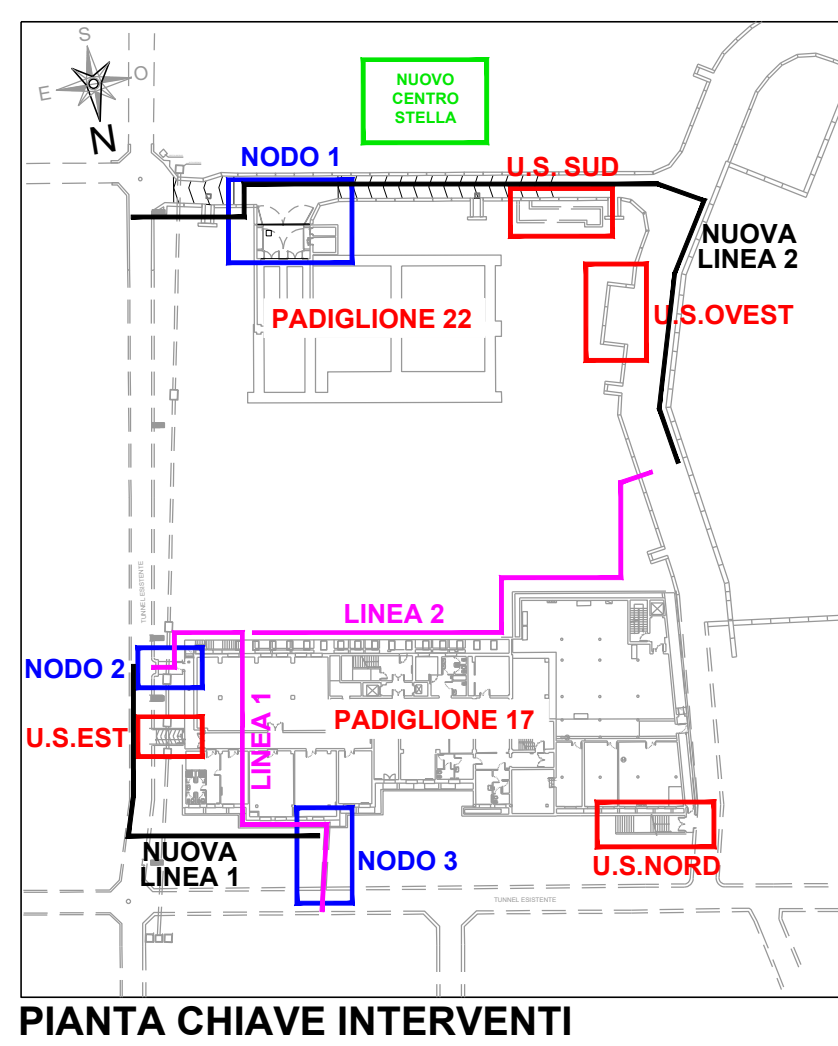 S
O
E
N
NUOVO
CENTRO
STELLA
NODO 1
U.S. SUD
NUOVA
LINEA 2
U.S.OVEST
PADIGLIONE 22
TUNNEL ESISTENTE
LINEA 2
NODO 2
LINEA 1
PADIGLIONE 17
U.S.EST
NUOVA
LINEA 1
NODO 3
U.S.NORD
TUNNEL ESISTENTE
PIANTA CHIAVE INTERVENTI